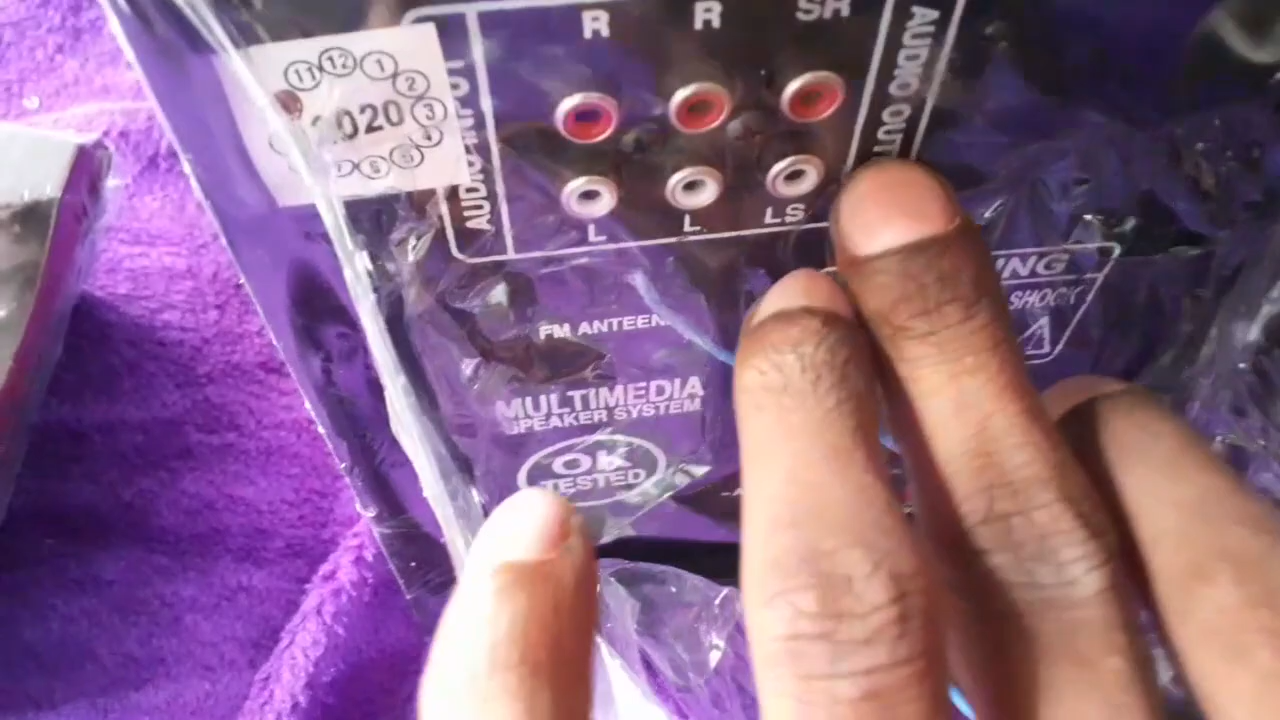 R R SR
AUDIO INPUT
AUDIO OUT
11 12 1 2 3 4 5 6
2020
L L LS
FM ANTEEN
MULTIMEDIA
SPEAKER SYSTEM
OK
TESTED
SHOCK